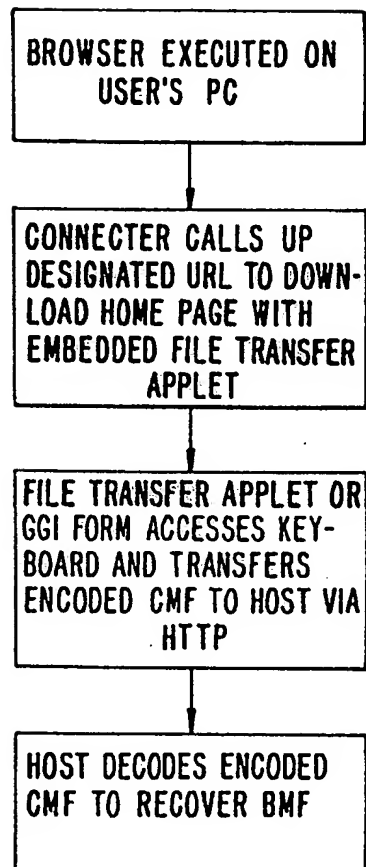 BROWSER EXECUTED ON
USER'S PC
CONNECTER CALLS UP
DESIGNATED URL TO DOWN-
LOAD HOME PAGE WITH
EMBEDDED FILE TRANSFER
APPLET
FILE TRANSFER APPLET OR
GGI FORM ACCESSES KEY-
BOARD AND TRANSFERS
ENCODED CMF TO HOST VIA
HTTP
HOST DECODES ENCODED
CMF TO RECOVER BMF